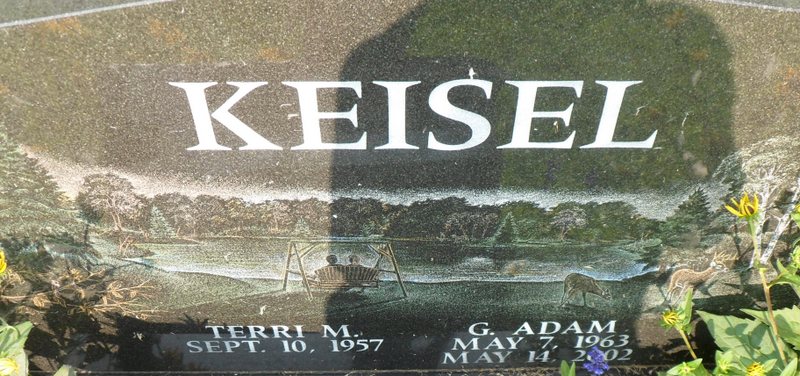 KEISEL
TERRI M.
SEPT. 10, 1957
G. ADAM
MAY 7, 1963
MAY 14, 2002